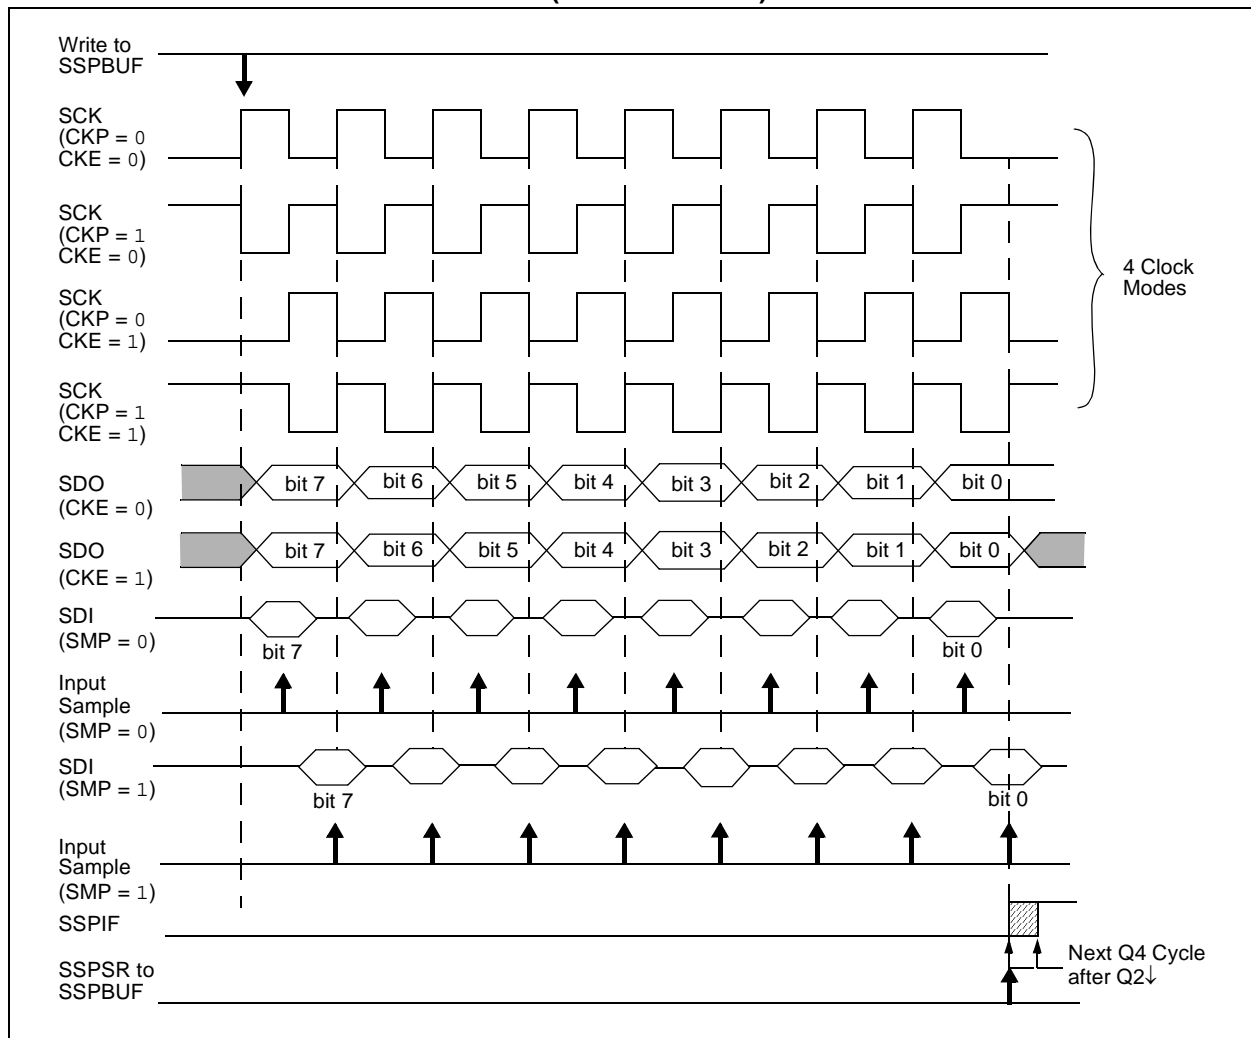 Write to
SSPBUF
SCK
(CKP = 0
CKE = 0)
SCK
(CKP = 1
CKE = 0)
4 Clock
Modes
SCK
(CKP = 0
CKE = 1)
SCK
(CKP = 1
CKE = 1)
SDO
(CKE = 0)
bit 7 bit 6 bit 5 bit 4 bit 3 bit 2 bit 1 bit 0
SDO
(CKE = 1)
bit 7 bit 6 bit 5 bit 4 bit 3 bit 2 bit 1 bit 0
SDI
(SMP = 0)
bit 7 bit 0
Input
Sample
(SMP = 0)
SDI
(SMP = 1)
bit 7 bit 0
Input
Sample
(SMP = 1)
SSPIF
Next Q4 Cycle
after Q2↓
SSPSR to
SSPBUF